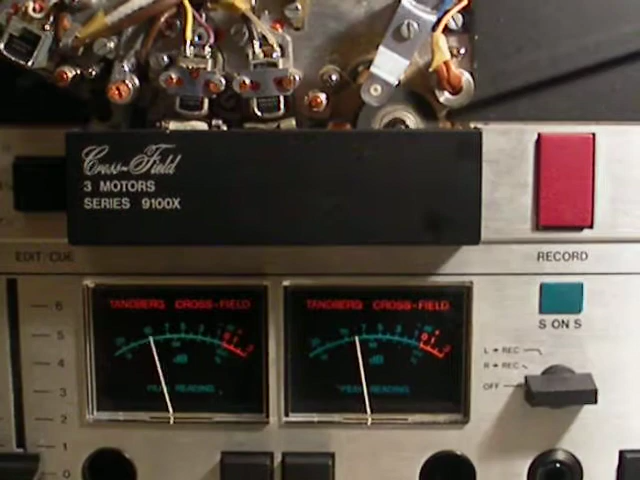 Cross~Field
3 MOTORS
SERIES 9100X
EDIT/CUE
RECORD
TANDBERG CROSS-FIELD
TANDBERG CROSS-FIELD
S ON S
dB
dB
PEAK READING
PEAK READING
L → REC
R → REC
OFF
6
5
4
3
2
1
0